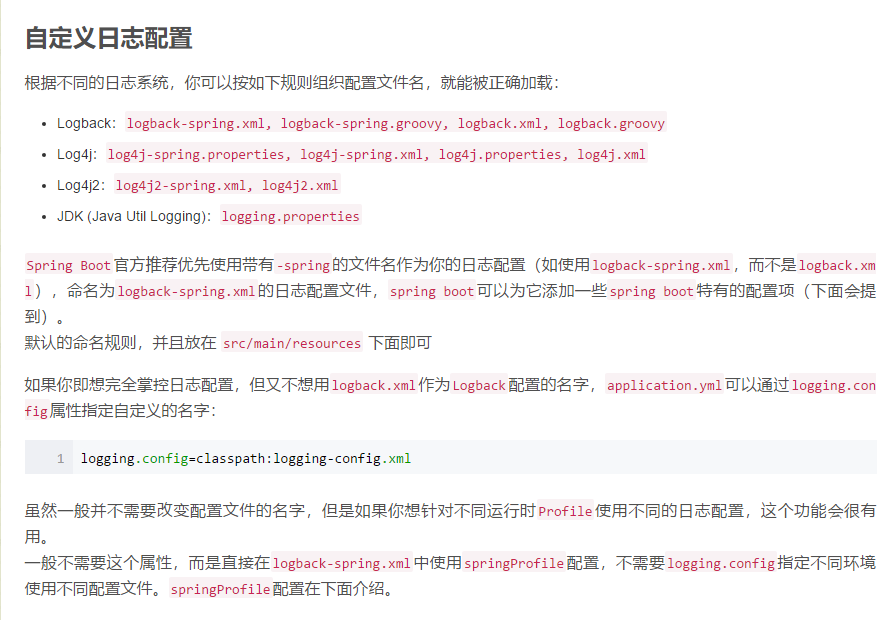 自定义日志配置
根据不同的日志系统，你可以按如下规则组织配置文件名，就能被正确加载：
• Logback： logback-spring.xml, logback-spring.groovy, logback.xml, logback.groovy
• Log4j： log4j-spring.properties, log4j-spring.xml, log4j.properties, log4j.xml
• Log4j2： log4j2-spring.xml, log4j2.xml
• JDK (Java Util Logging)： logging.properties
Spring Boot官方推荐优先使用带有-spring的文件名作为你的日志配置（如使用logback-spring.xml，而不是logback.xm
l），命名为logback-spring.xml的日志配置文件，spring boot可以为它添加一些spring boot特有的配置项（下面会提
到）。
默认的命名规则，并且放在 src/main/resources 下面即可
如果你即想完全掌控日志配置，但又不想用logback.xml作为Logback配置的名字，application.yml可以通过logging.con
fig属性指定自定义的名字：
1 logging.config=classpath:logging-config.xml
虽然一般并不需要改变配置文件的名字，但是如果你想针对不同运行时Profile使用不同的日志配置，这个功能会很有
用。
一般不需要这个属性，而是直接在logback-spring.xml中使用springProfile配置，不需要logging.config指定不同环境
使用不同配置文件。springProfile配置在下面介绍。